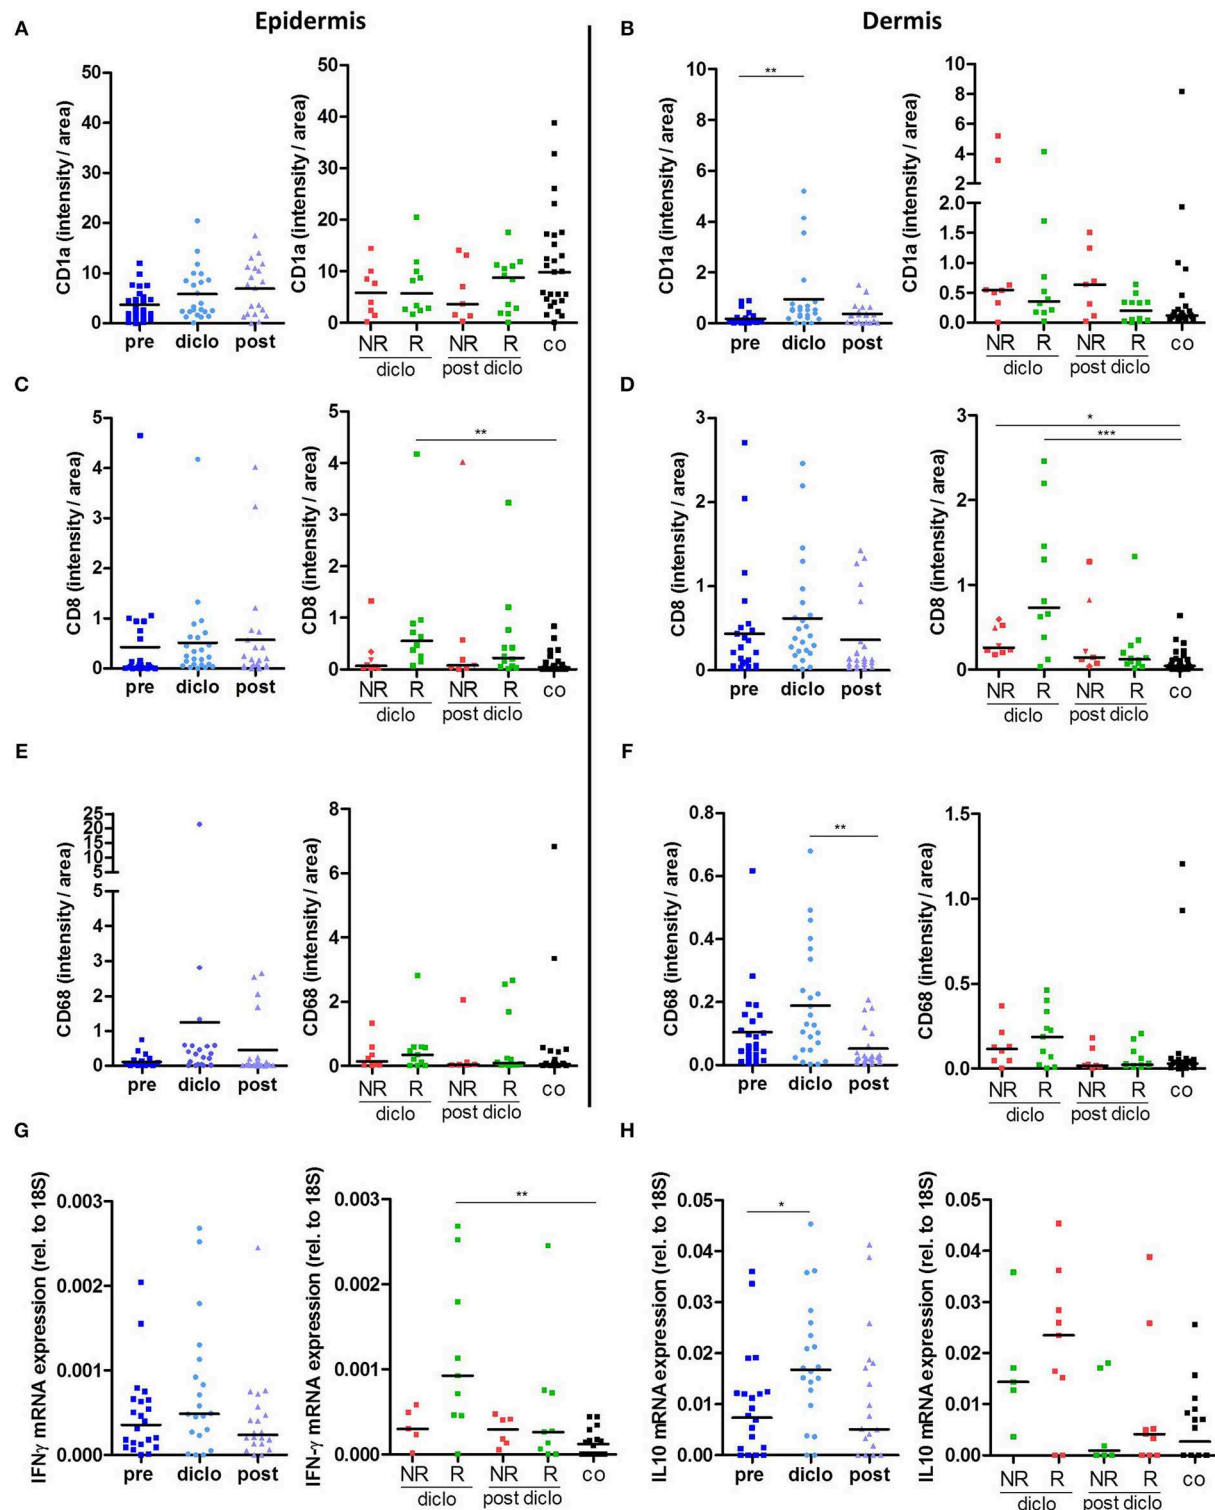 Epidermis
Dermis
A
CD1a (intensity / area)
50
40
30
20
10
0
pre diclo post
CD1a (intensity / area)
50
40
30
20
10
0
NR R NR R co
diclo post diclo
B
CD1a (intensity / area)
10
8
6
4
2
0
**
pre diclo post
CD1a (intensity / area)
10
8
6
4
2
2.0
1.5
1.0
0.5
0.0
NR R NR R co
diclo post diclo
C
CD8 (intensity / area)
5
4
3
2
1
0
pre diclo post
CD8 (intensity / area)
5
4
3
2
1
0
**
NR R NR R co
diclo post diclo
D
CD8 (intensity / area)
3
2
1
0
pre diclo post
CD8 (intensity / area)
3
2
1
0
*
***
NR R NR R co
diclo post diclo
E
CD68 (intensity / area)
25
20
15
10
5
5
4
3
2
1
0
pre diclo post
CD68 (intensity / area)
8
6
4
2
0
NR R NR R co
diclo post diclo
F
CD68 (intensity / area)
0.8
0.6
0.4
0.2
0.0
**
pre diclo post
CD68 (intensity / area)
1.5
1.0
0.5
0.0
NR R NR R co
diclo post diclo
G
IFNγ mRNA expression (rel. to 18S)
0.003
0.002
0.001
0.000
pre diclo post
IFN-γ mRNA expression (rel. to 18S)
0.003
0.002
0.001
0.000
**
NR R NR R co
diclo post diclo
H
IL10 mRNA expression (rel. to 18S)
0.05
0.04
0.03
0.02
0.01
0.00
*
pre diclo post
IL10 mRNA expression (rel. to 18S)
0.05
0.04
0.03
0.02
0.01
0.00
NR R NR R co
diclo post diclo